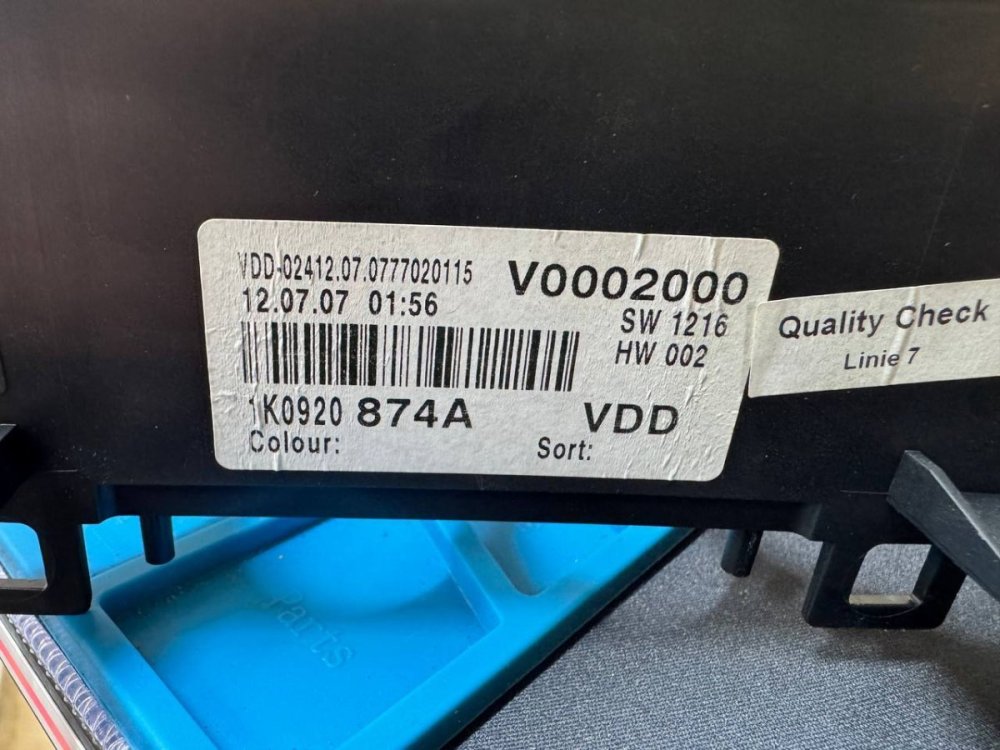 VDD-02412.07.0777020115
V0002000
12.07.07 01:56
SW 1216
HW 002
1K0920 874A
VDD
Colour:
Sort:
Quality Check
Linie 7
Parts